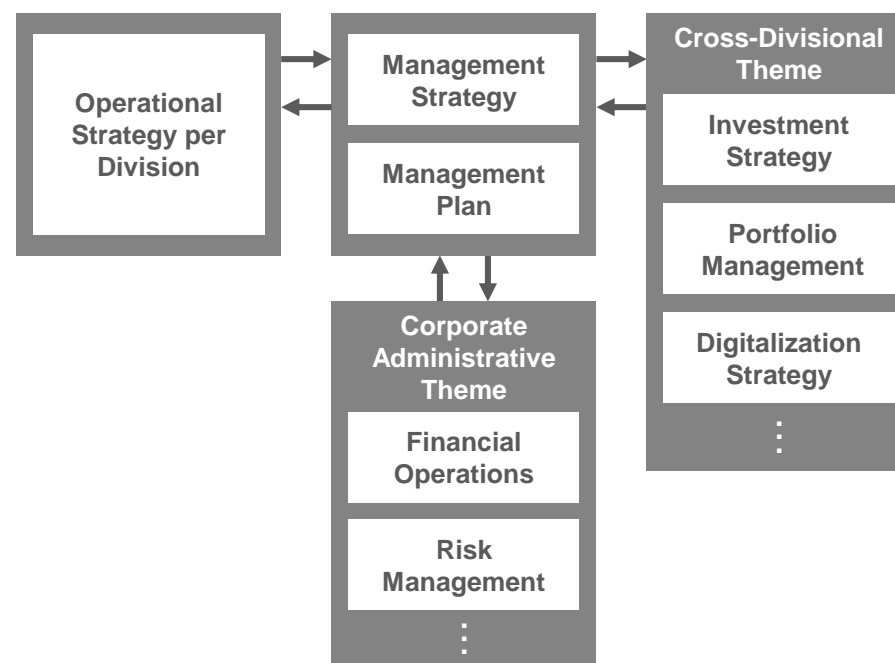 Operational
Strategy per
Division
Management
Strategy
Management
Plan
Cross-Divisional
Theme
Investment
Strategy
Portfolio
Management
Digitalization
Strategy
⋮
Corporate
Administrative
Theme
Financial
Operations
Risk
Management
⋮